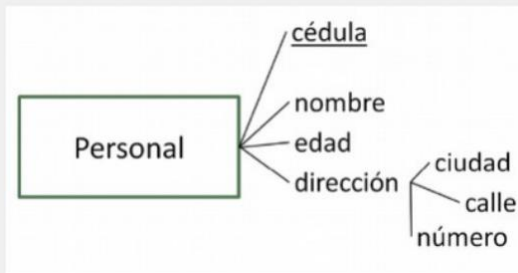 cédula
nombre
Personal
edad
dirección
ciudad
calle
número